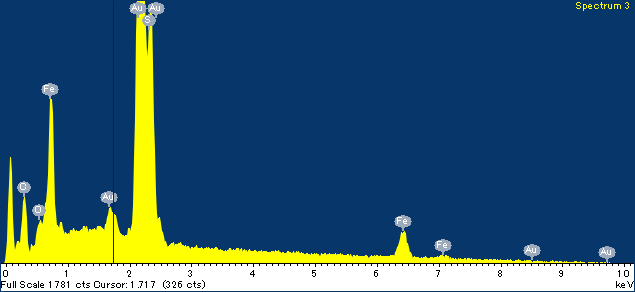 Spectrum 3
Au Au
S
Fe
C
O
Au
Fe
Fe
Au
Au
0 1 2 3 4 5 6 7 8 9 10
Full Scale 1781 cts Cursor: 1.717 (326 cts) keV